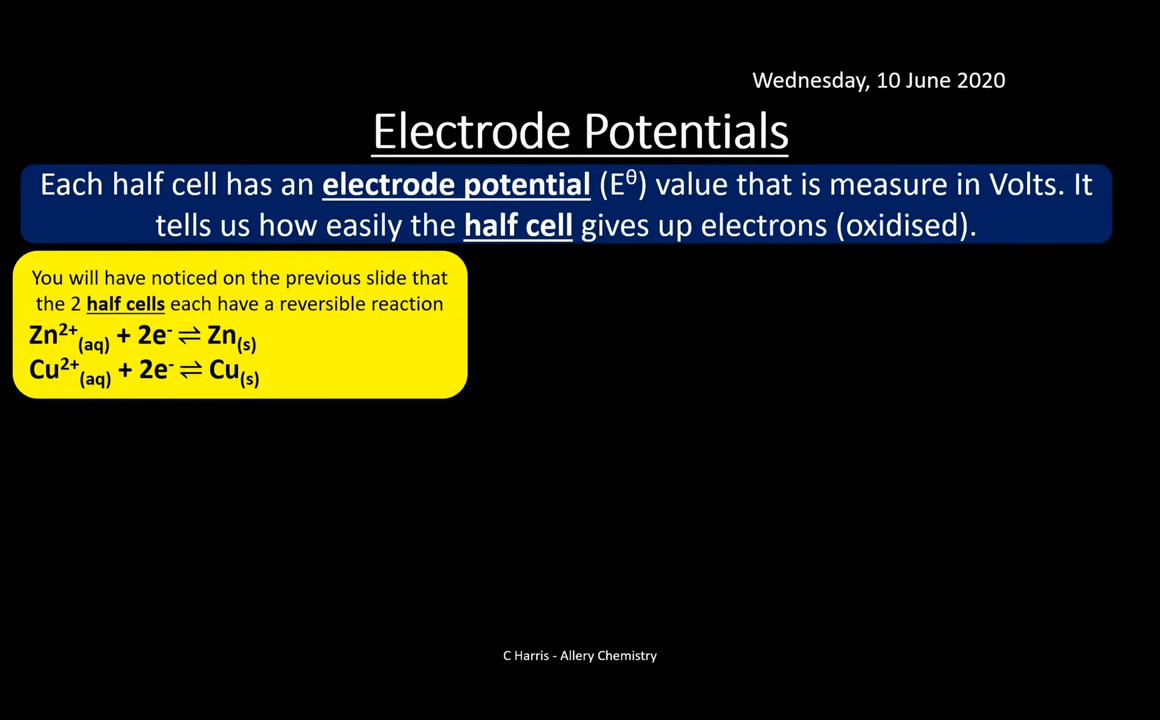 Wednesday, 10 June 2020
Electrode Potentials
Each half cell has an electrode potential (E^θ) value that is measure in Volts. It
tells us how easily the half cell gives up electrons (oxidised).
You will have noticed on the previous slide that
the 2 half cells each have a reversible reaction
Zn²⁺(aq) + 2e⁻ ⇌ Zn(s)
Cu²⁺(aq) + 2e⁻ ⇌ Cu(s)
C Harris - Allery Chemistry